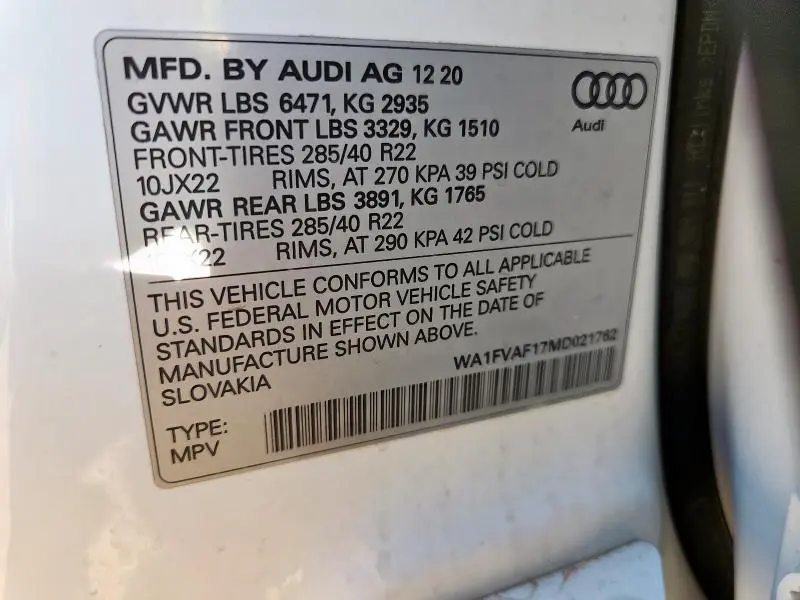 MFD. BY AUDI AG 12 20
GVWR LBS 6471, KG 2935
GAWR FRONT LBS 3329, KG 1510
FRONT-TIRES 285/40 R22
10JX22 RIMS, AT 270 KPA 39 PSI COLD
GAWR REAR LBS 3891, KG 1765
REAR-TIRES 285/40 R22
10JX22 RIMS, AT 290 KPA 42 PSI COLD
Audi
THIS VEHICLE CONFORMS TO ALL APPLICABLE
U.S. FEDERAL MOTOR VEHICLE SAFETY
STANDARDS IN EFFECT ON THE DATE OF
MANUFACTURE SHOWN ABOVE.
SLOVAKIA
WA1FVAF17MD021762
TYPE:
MPV